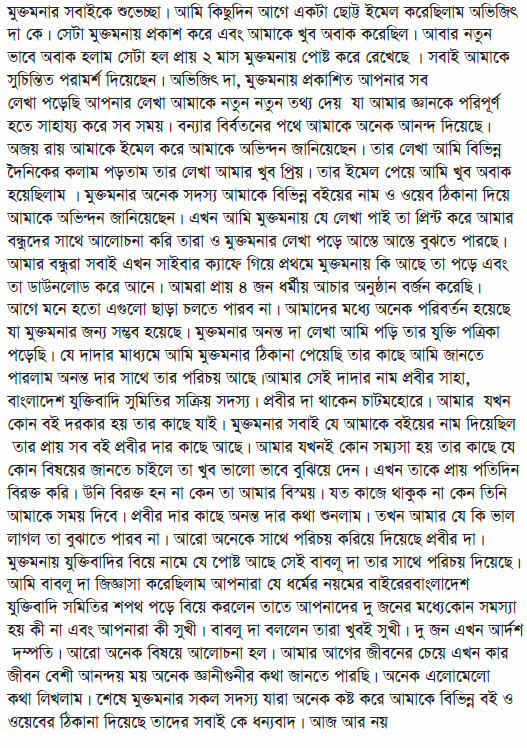 মুক্তমনার সবাইকে শুভেচ্ছা। আমি কিছুদিন আগে একটা ছোট্ট ইমেল করেছিলাম অভিজিৎ
দা কে। সেটা মুক্তমনায় প্রকাশ করে এবং আমাকে খুব অবাক করেছিল। আবার নতুন
ভাবে অবাক হলাম সেটা হল প্রায় ২ মাস মুক্তমনায় পোষ্ট করে রেখেছে । সবাই আমাকে
সুচিন্তিত পরামর্শ দিয়েছেন। অভিজিৎ দা, মুক্তমনায় প্রকাশিত আপনার সব
লেখা পড়েছি আপনার লেখা আমাকে নতুন নতুন তথ্য দেয়  যা আমার জ্ঞানকে পরিপূর্ণ
হতে সাহায্য করে সব সময়। বন্যার বির্বতনের পথে আমাকে অনেক আনন্দ দিয়েছে।
অজয় রায় আমাকে ইমেল করে আমাকে অভিন্দন জানিয়েছেন। তার লেখা আমি বিভিন্ন
দৈনিকের কলাম পড়তাম তার লেখা আমার খুব প্রিয়। তার ইমেল পেয়ে আমি খুব অবাক
হয়েছিলাম । মুক্তমনার অনেক সদস্য আমাকে বিভিন্ন বইয়ের নাম ও ওয়েব ঠিকানা দিয়ে
আমাকে অভিন্দন জানিয়েছেন। এখন আমি মুক্তমনায় যে লেখা পাই তা প্রিন্ট করে আমার
বন্ধুদের সাথে আলোচনা করি তারা ও মুক্তমনার লেখা পড়ে আস্তে আস্তে বুঝতে পারছে।
আমার বন্ধুরা সবাই এখন সাইবার ক্যাফে গিয়ে প্রথমে মুক্তমনায় কি আছে তা পড়ে এবং
তা ডাউনলোড করে আনে। আমরা প্রায় ৪ জন ধর্মীয় আচার অনুষ্ঠান বর্জন করেছি।
আগে মনে হতো এগুলো ছাড়া চলতে পারব না। আমাদের মধ্যে অনেক পরিবর্তন হয়েছে
যা মুক্তমনার জন্য সম্ভব হয়েছে। মুক্তমনার অনন্ত দা লেখা আমি পড়ি তার যুক্তি পত্রিকা
পড়েছি। যে দাদার মাধ্যমে আমি মুক্তমনার ঠিকানা পেয়েছি তার কাছে আমি জানতে
পারলাম অনন্ত দার সাথে তার পরিচয় আছে।আমার সেই দাদার নাম প্রবীর সাহা,
বাংলাদেশ যুক্তিবাদি সুমিতির সক্রিয় সদস্য। প্রবীর দা থাকেন চাটমহোরে। আমার  যখন
কোন বই দরকার হয় তার কাছে যাই। মুক্তমনার সবাই যে আমাকে বইয়ের নাম দিয়েছিল
তার প্রায় সব বই প্রবীর দার কাছে আছে। আমার যখনই কোন সম্যসা হয় তার কাছে যে
কোন বিষয়ের জানতে চাইলে তা খুব ভালো ভাবে বুঝিয়ে দেন। এখন তাকে প্রায় পতিদিন
বিরক্ত করি। উনি বিরক্ত হন না কেন তা আমার বিস্ময়। যত কাজে থাকুক না কেন তিনি
আমাকে সময় দিবে। প্রবীর দার কাছে অনন্ত দার কথা শুনলাম। তখন আমার যে কি ভাল
লাগল তা বুঝাতে পারব না। আরো অনেকে সাথে পরিচয় করিয়ে দিয়েছে প্রবীর দা।
মুক্তমনায় যুক্তিবাদির বিয়ে নামে যে পোষ্ট আছে সেই বাবলু দা তার সাথে পরিচয় দিয়েছে।
আমি বাবলু দা জিজ্ঞাসা করেছিলাম আপনারা যে ধর্মের নয়মের বাইরেরবাংলাদেশ
যুক্তিবাদি সমিতির শপথ পড়ে বিয়ে করলেন তাতে আপনাদের দু জনের মধ্যেকোন সমস্যা
হয় কী না এবং আপনারা কী সুখী। বাবলু দা বললেন তারা খুবই সুখী। দু জন এখন আর্দশ
দম্পতি। আরো অনেক বিষয়ে আলোচনা হল। আমার আগের জীবনের চেয়ে এখন কার
জীবন বেশী আনন্দয় ময় অনেক জ্ঞানীগুনীর কথা জানতে পারছি। অনেক এলোমেলো
কথা লিখলাম। শেষে মুক্তমনার সকল সদস্য যারা অনেক কষ্ট করে আমাকে বিভিন্ন বই ও
ওয়েবের ঠিকানা দিয়েছে তাদের সবাই কে ধন্যবাদ। আজ আর নয়